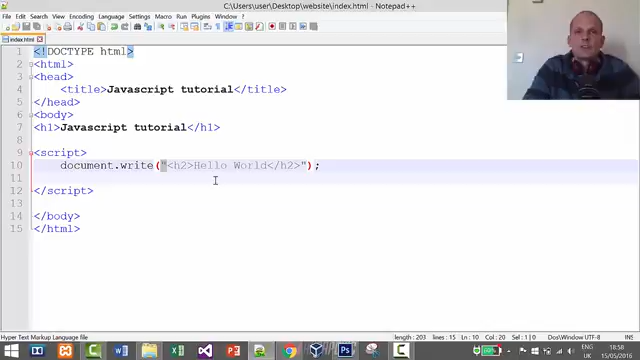 C:\Users\user\Desktop\website\index.html - Notepad++
File Edit Search View Encoding Language Settings Macro Run Plugins Window ?
index.html
1 <!DOCTYPE html>
2 <html>
3 <head>
4 <title>Javascript tutorial</title>
5 </head>
6 <body>
7 <h1>Javascript tutorial</h1>
8
9 <script>
10 document.write("<h2>Hello World</h2>");
11
12 </script>
13
14 </body>
15 </html>
Hyper Text Markup Language file
length : 203 lines : 15
Ln : 10 Col : 20 Sel : 1 | 0
Dos\Windows
UTF-8
INS
ENG
UK
18:58
15/05/2016